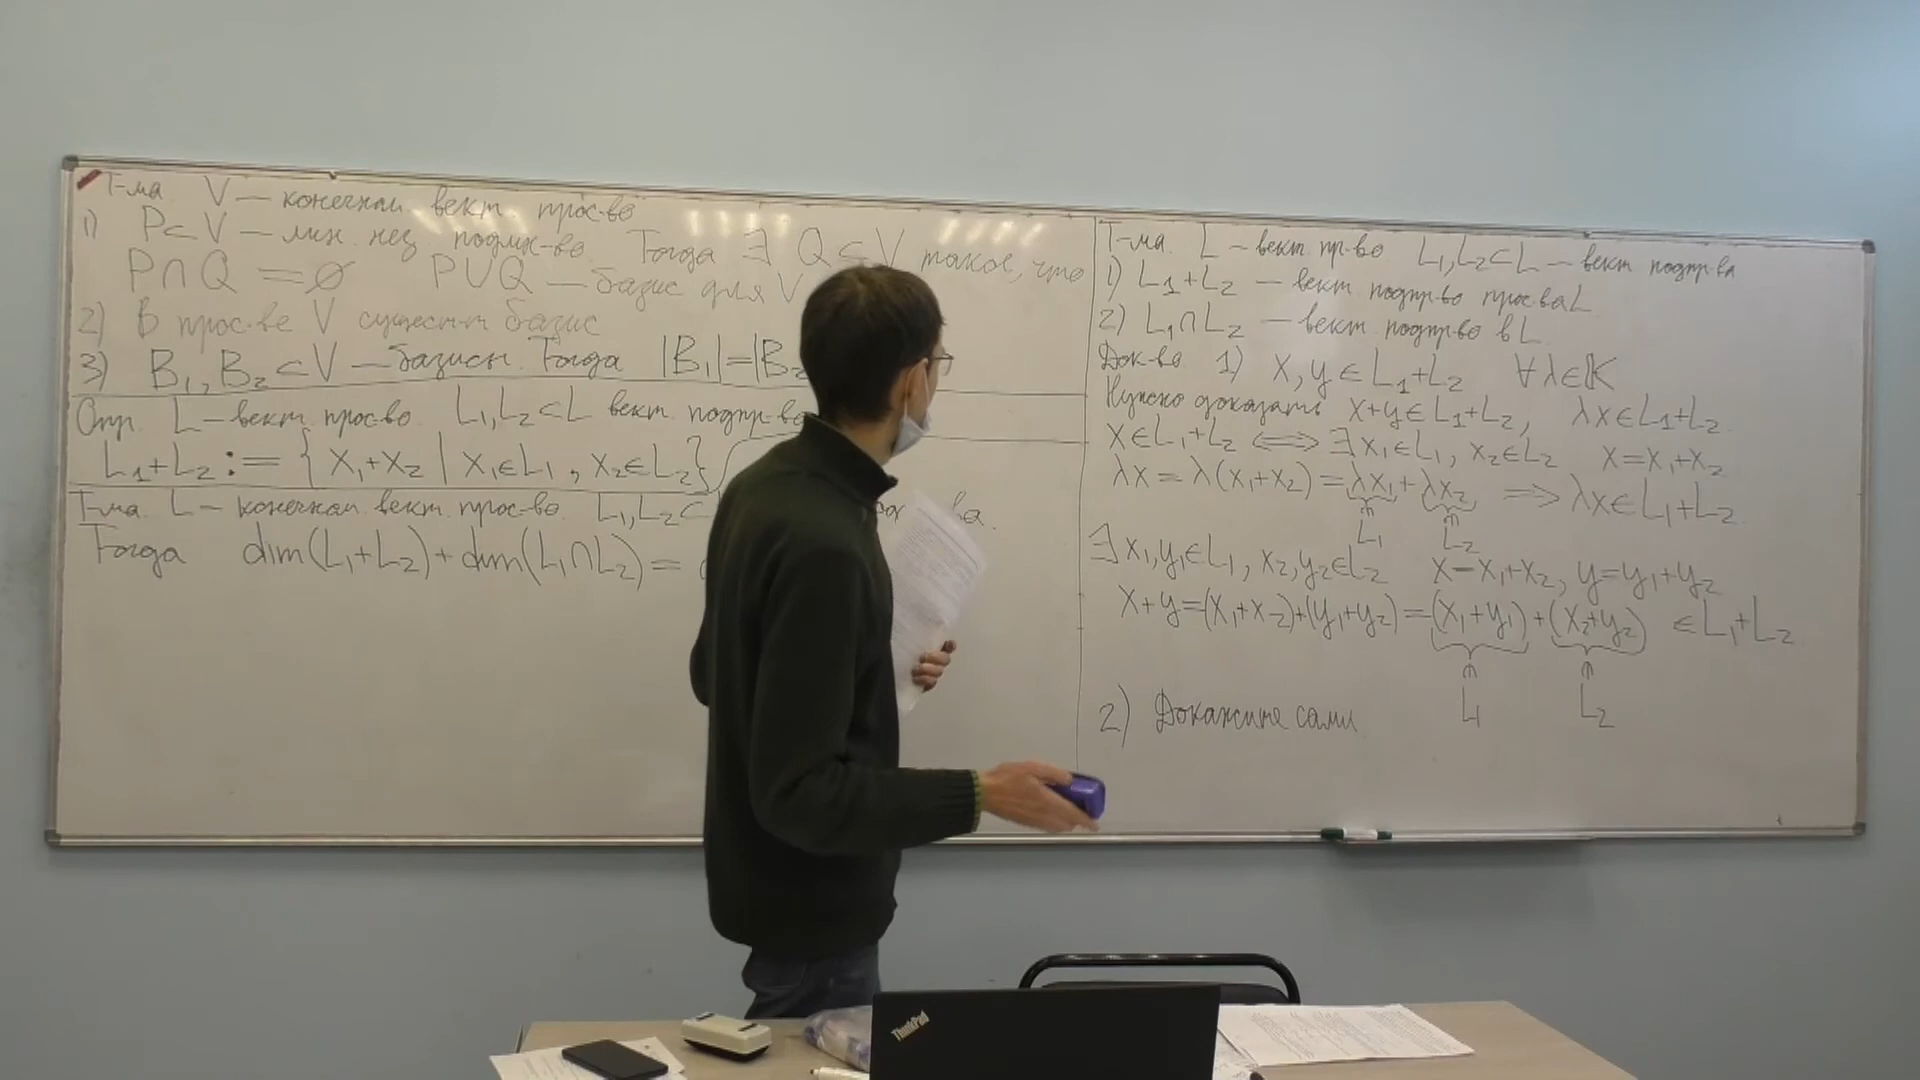 Т-ма. V — конечном. вект. прос-во
1) P⊂V — лин. нез. подмн-во. Тогда ∃ Q⊂V такое, что
P∩Q = ∅ P∪Q — базис для V
2) В прос-ве V сущест-т базис
3) B₁, B₂ ⊂ V — базисы. Тогда |B₁|=|B₂
Опр. L — вект. прос-во. L₁, L₂ ⊂ L вект. подпр-ва
L₁+L₂ := { x₁+x₂ | x₁∈L₁, x₂∈L₂}
Т-ма. L — конечном. вект. прос-во. L₁, L₂ ⊂
Тогда dim(L₁+L₂)+dim(L₁∩L₂) =
Т-ма. L — вект. пр-во. L₁, L₂ ⊂ L — вект. подпр-ва
1) L₁+L₂ — вект. подпр-во прос-ва L
2) L₁∩L₂ — вект. подпр-во в L.
Док-во 1) x, y ∈ L₁+L₂ ∀ λ∈K
Нужно доказать x+y∈L₁+L₂, λx∈L₁+L₂.
x∈L₁+L₂ ⟺ ∃ x₁∈L₁, x₂∈L₂ x=x₁+x₂
λx = λ(x₁+x₂) = λx₁ + λx₂ ⟹ λx∈L₁+L₂
L₁ L₂
∃ x₁, y₁∈L₁, x₂, y₂∈L₂ x=x₁+x₂, y=y₁+y₂
x+y=(x₁+x₂)+(y₁+y₂)=(x₁+y₁)+(x₂+y₂) ∈ L₁+L₂
L₁ L₂
2) Докажите сами
ThinkPad